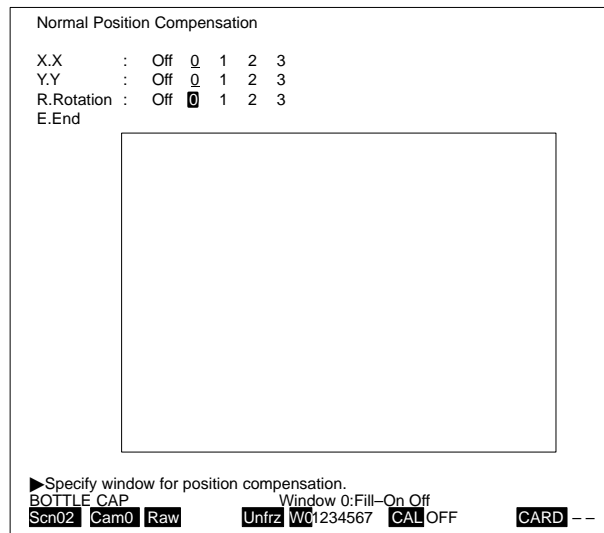 Normal Position Compensation
X.X : Off 0 1 2 3
Y.Y : Off 0 1 2 3
R.Rotation : Off 0 1 2 3
E.End
▶Specify window for position compensation.
BOTTLE CAP Window 0:Fill–On Off
Scn02 Cam0 Raw Unfrz W01234567 CAL OFF CARD – –